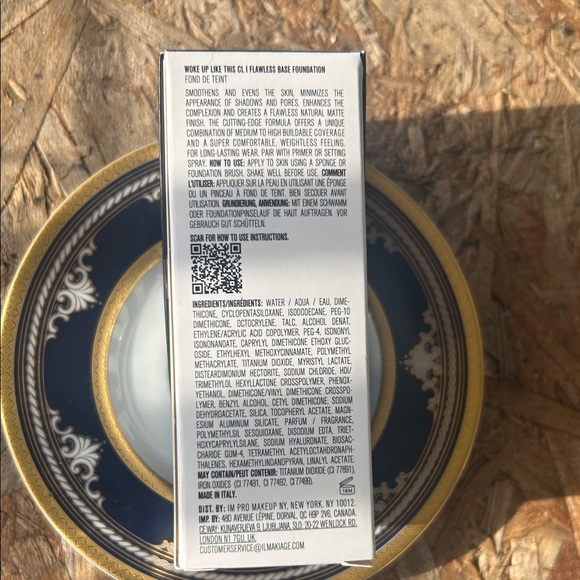 WOKE UP LIKE THIS CL | FLAWLESS BASE FOUNDATION
FOND DE TEINT
SMOOTHENS AND EVENS THE SKIN, MINIMIZES
THE APPEARANCE OF SHADOWS AND PORES, ENHANCES THE
COMPLEXION AND CREATES A FLAWLESS NATURAL MATTE
FINISH. THE CUTTING-EDGE FORMULA OFFERS A UNIQUE
COMBINATION OF MEDIUM TO HIGH BUILDABLE COVERAGE
AND A SUPER COMFORTABLE, WEIGHTLESS FEELING.
FOR LONG-LASTING WEAR, PAIR WITH PRIMER OR SETTING
SPRAY. HOW TO USE: APPLY TO SKIN USING A SPONGE OR
FOUNDATION BRUSH. SHAKE WELL BEFORE USE. COMMENT
L'UTILISER: APPLIQUER SUR LA PEAU EN UTILISANT UNE ÉPONGE
OU UN PINCEAU À FOND DE TEINT. BIEN SECOUER AVANT
UTILISATION. GRUNDIERUNG, ANWENDUNG: MIT EINEM SCHWAMM
ODER FOUNDATIONPINSELAUF DIE HAUT AUFTRAGEN. VOR
GEBRAUCH GUT SCHÜTTELN.
SCAN FOR HOW TO USE INSTRUCTIONS.
INGREDIENTS/INGRÉDIENTS: WATER / AQUA / EAU, DIME-
THICONE, CYCLOPENTASILOXANE, ISODODECANE, PEG-10
DIMETHICONE, OCTOCRYLENE, TALC, ALCOHOL DENAT,
ETHYLENE/ACRYLIC ACID COPOLYMER, PEG-4, ISONONYL
ISONONANOATE, CAPRYLYL DIMETHICONE ETHOXY GLUC-
OSIDE, ETHYLHEXYL METHOXYCINNAMATE, POLYMETHYL
METHACRYLATE, TITANIUM DIOXIDE, MYRISTYL LACTATE,
DISTEARDIMONIUM HECTORITE, SODIUM CHLORIDE, HDI/
TRIMETHYLOL HEXYLLACTONE CROSSPOLYMER, PHENOX-
YETHANOL, DIMETHICONE/VINYL DIMETHICONE CROSSPO-
LYMER, BENZYL ALCOHOL, CETYL DIMETHICONE, SODIUM
DEHYDROACETATE, SILICA, TOCOPHERYL ACETATE, MAGN-
ESIUM ALUMINUM SILICATE, PARFUM / FRAGRANCE,
POLYMETHYLSIL SESQUIOXANE, DISODIUM EDTA, TRIET-
HOXYCAPRYLYLSILANE, SODIUM HYALURONATE, BIOSAC-
CHARIDE GUM-4, TETRAMETHYL ACETYLOCTAHYDRONAPH-
THALENES, HEXAMETHYLINDANOPYRAN, LINALYL ACETATE.
MAY CONTAIN/PEUT CONTENIR: TITANIUM DIOXIDE (CI 77891),
IRON OXIDES (CI 77491, CI 77492, CI 77499).
MADE IN ITALY.
18M
DIST. BY: IM PRO MAKEUP NY, NEW YORK, NY 10012.
IMP. BY: 480 AVENUE LÉPINE, DORVAL, QC H9P 2V6, CANADA.
C.E.WAY, KUNAVERJEVA 9, LJUBLJANA SLO; 20-22 WENLOCK RD.
LONDON N1 7GU, UK.
CUSTOMERSERVICE@ILMAKIAGE.COM